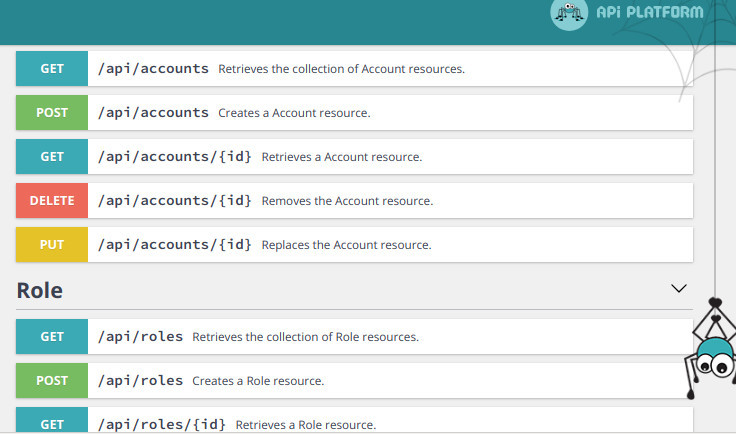 APi PLATFORM
GET /api/accounts Retrieves the collection of Account resources.
POST /api/accounts Creates a Account resource.
GET /api/accounts/{id} Retrieves a Account resource.
DELETE /api/accounts/{id} Removes the Account resource.
PUT /api/accounts/{id} Replaces the Account resource.
Role
GET /api/roles Retrieves the collection of Role resources.
POST /api/roles Creates a Role resource.
GET /api/roles/{id} Retrieves a Role resource.